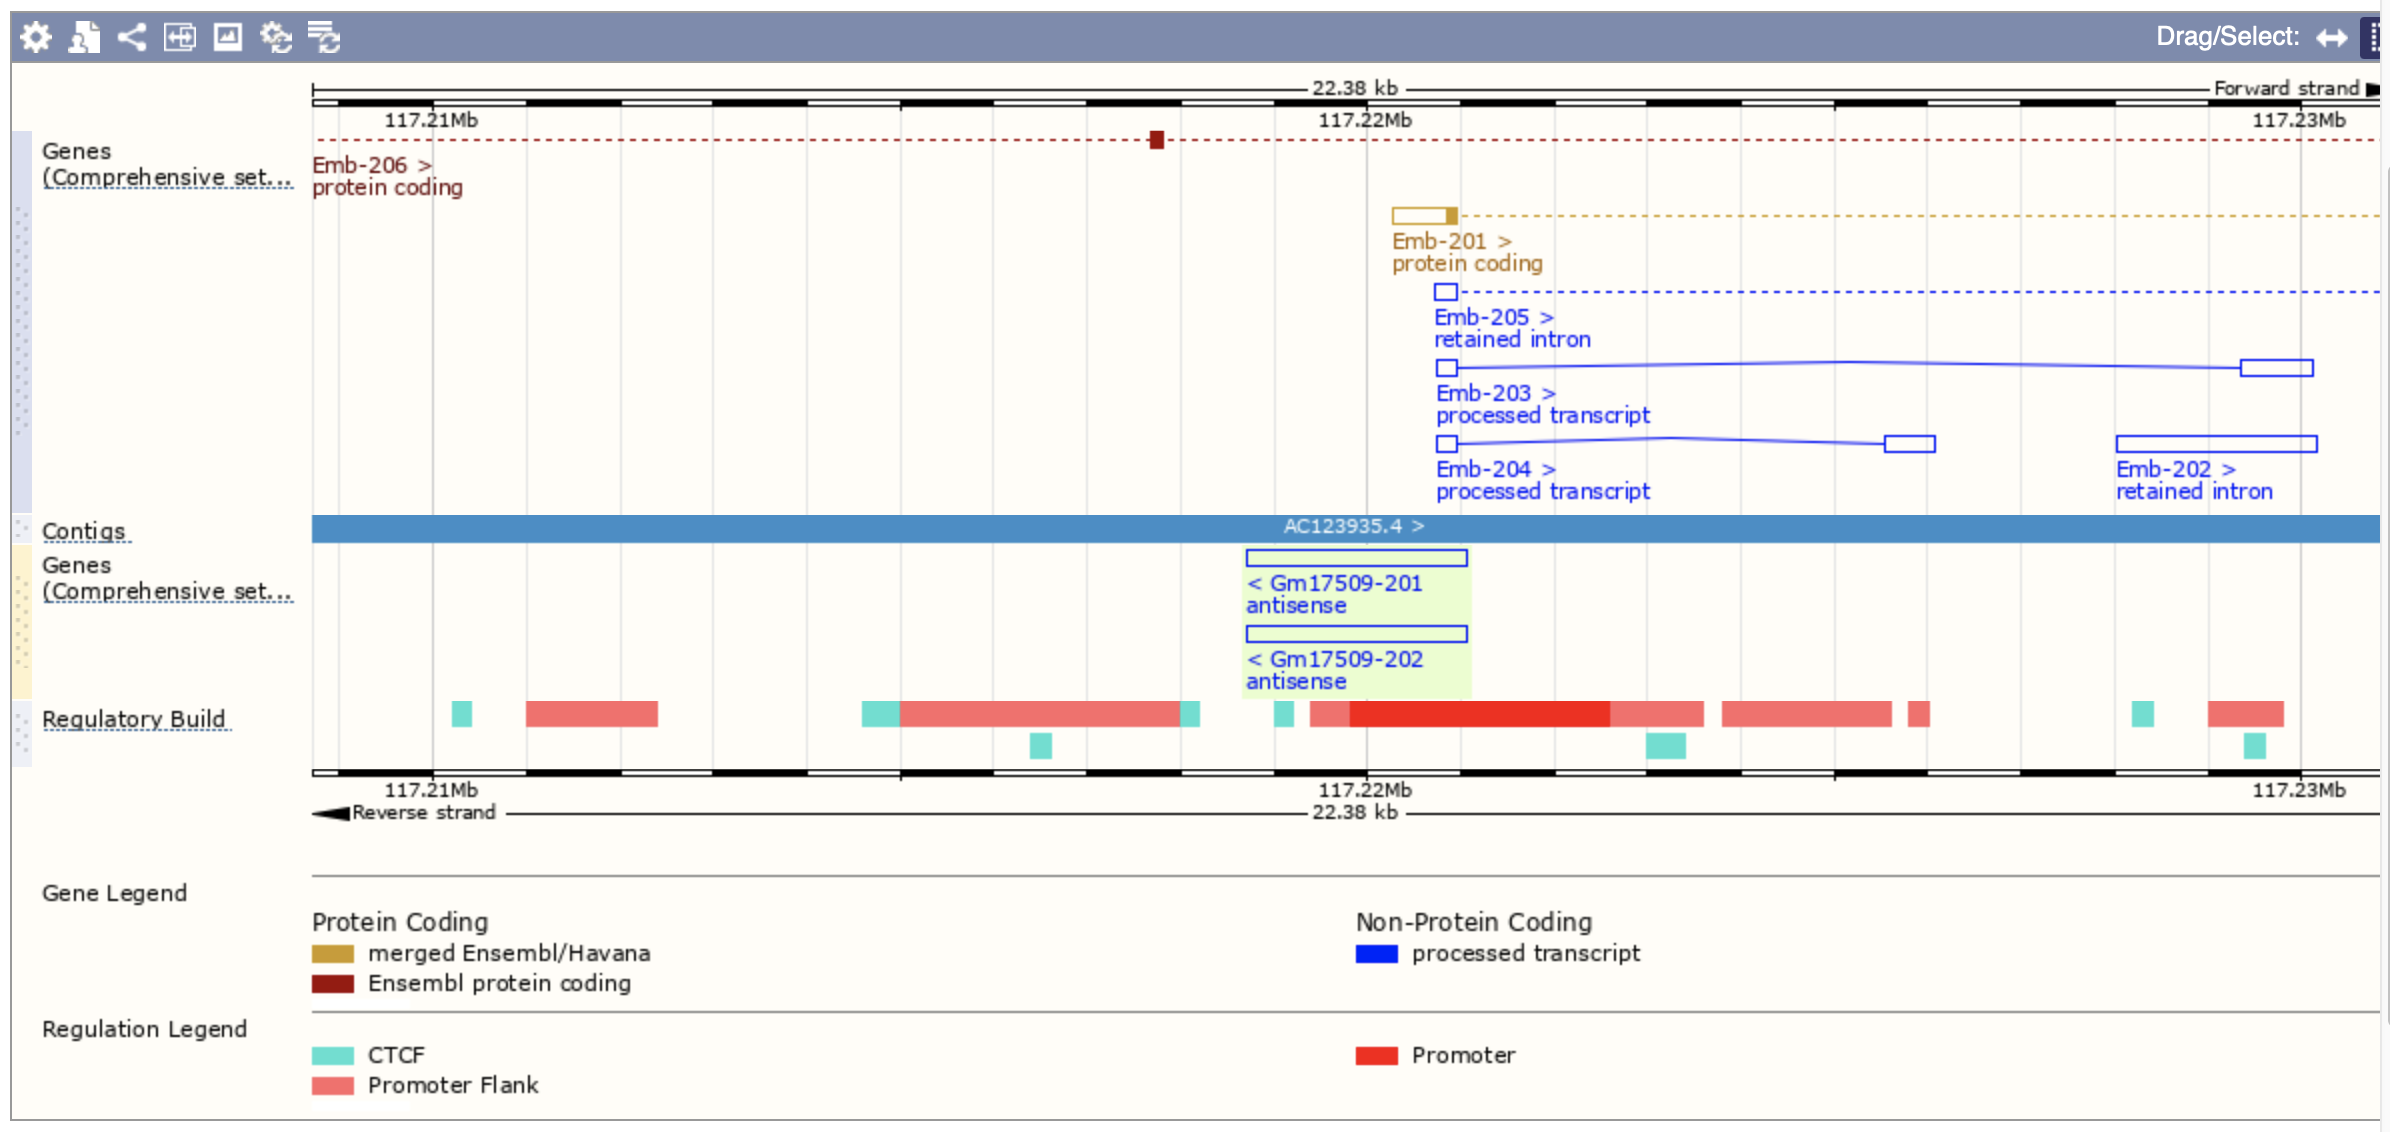 Drag/Select:
22.38 kb
Forward strand
117.21Mb
117.22Mb
117.23Mb
Genes
(Comprehensive set...
Emb-206 >
protein coding
Emb-201 >
protein coding
Emb-205 >
retained intron
Emb-203 >
processed transcript
Emb-204 >
processed transcript
Emb-202 >
retained intron
Contigs
AC123935.4 >
Genes
(Comprehensive set...
< Gm17509-201
antisense
< Gm17509-202
antisense
Regulatory Build
117.21Mb
117.22Mb
117.23Mb
Reverse strand
22.38 kb
Gene Legend
Protein Coding
merged Ensembl/Havana
Ensembl protein coding
Non-Protein Coding
processed transcript
Regulation Legend
CTCF
Promoter Flank
Promoter